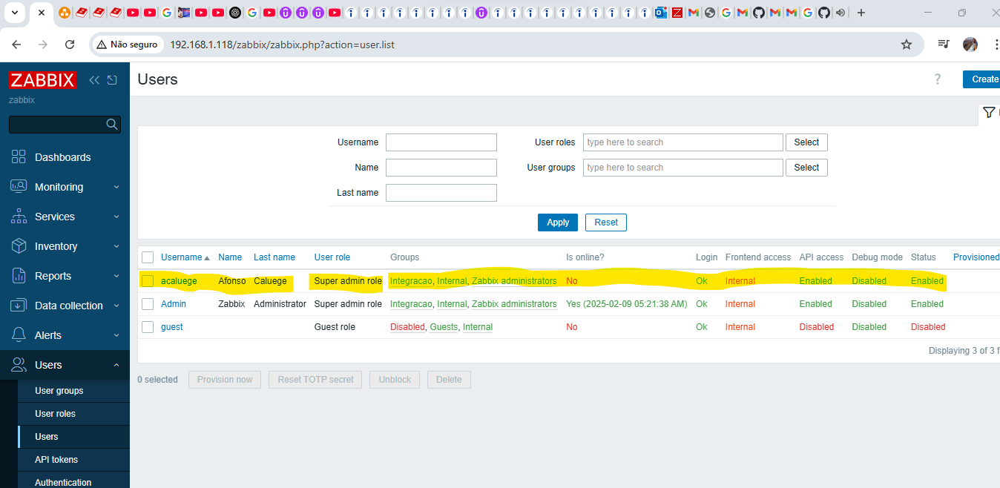 Não seguro 192.168.1.118/zabbix/zabbix.php?action=user.list
ZABBIX
zabbix
Dashboards
Monitoring
Services
Inventory
Reports
Data collection
Alerts
Users
User groups
User roles
Users
API tokens
Authentication
Users
? Create
Username User roles type here to search Select
Name User groups type here to search Select
Last name
Apply Reset
Username Name Last name User role Groups Is online? Login Frontend access API access Debug mode Status Provisioned
acaluege Afonso Caluege Super admin role Integracao, Internal, Zabbix administrators No Ok Internal Enabled Disabled Enabled
Admin Zabbix Administrator Super admin role Integracao, Internal, Zabbix administrators Yes (2025-02-09 05:21:38 AM) Ok Internal Enabled Disabled Enabled
guest Guest role Disabled, Guests, Internal No Ok Internal Disabled Disabled Disabled
Displaying 3 of 3 f
0 selected Provision now Reset TOTP secret Unblock Delete